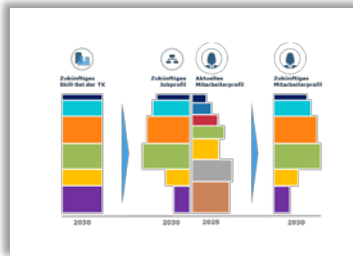 Zukünftiges
Skill-Set der TK
Zukünftiges
Jobprofil
Aktuelles
Mitarbeiterprofil
Zukünftiges
Mitarbeiterprofil
2030
2030
2025
2030